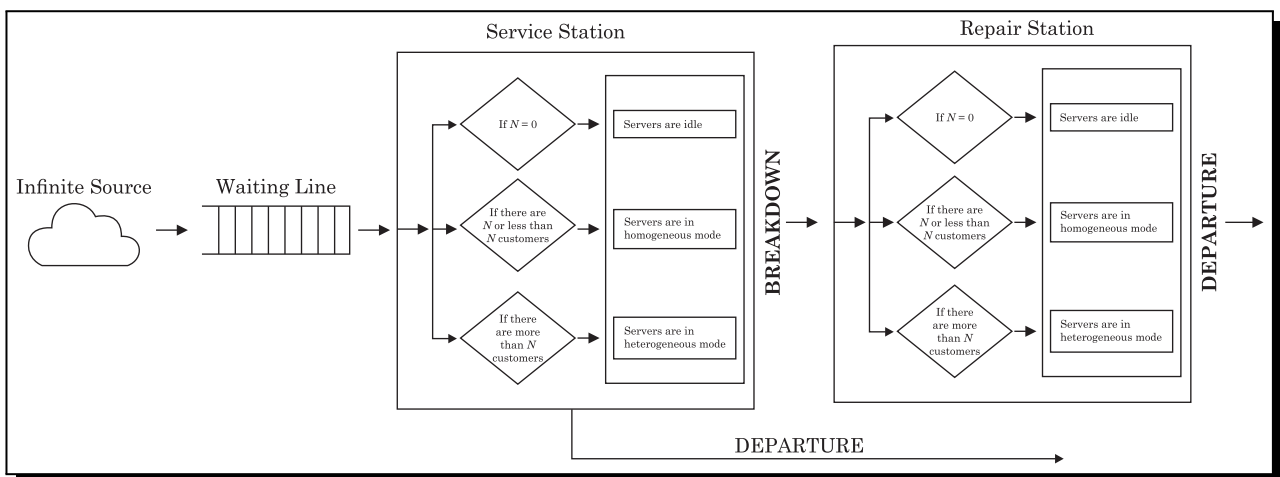 Service Station
Repair Station
Infinite Source
Waiting Line
If N = 0
Servers are idle
If there are
N or less than
N customers
Servers are in
homogeneous mode
If there
are more
than N
customers
Servers are in
heterogeneous mode
BREAKDOWN
If N = 0
Servers are idle
If there are
N or less than
N customers
Servers are in
homogeneous mode
If there
are more
than N
customers
Servers are in
heterogeneous mode
DEPARTURE
DEPARTURE